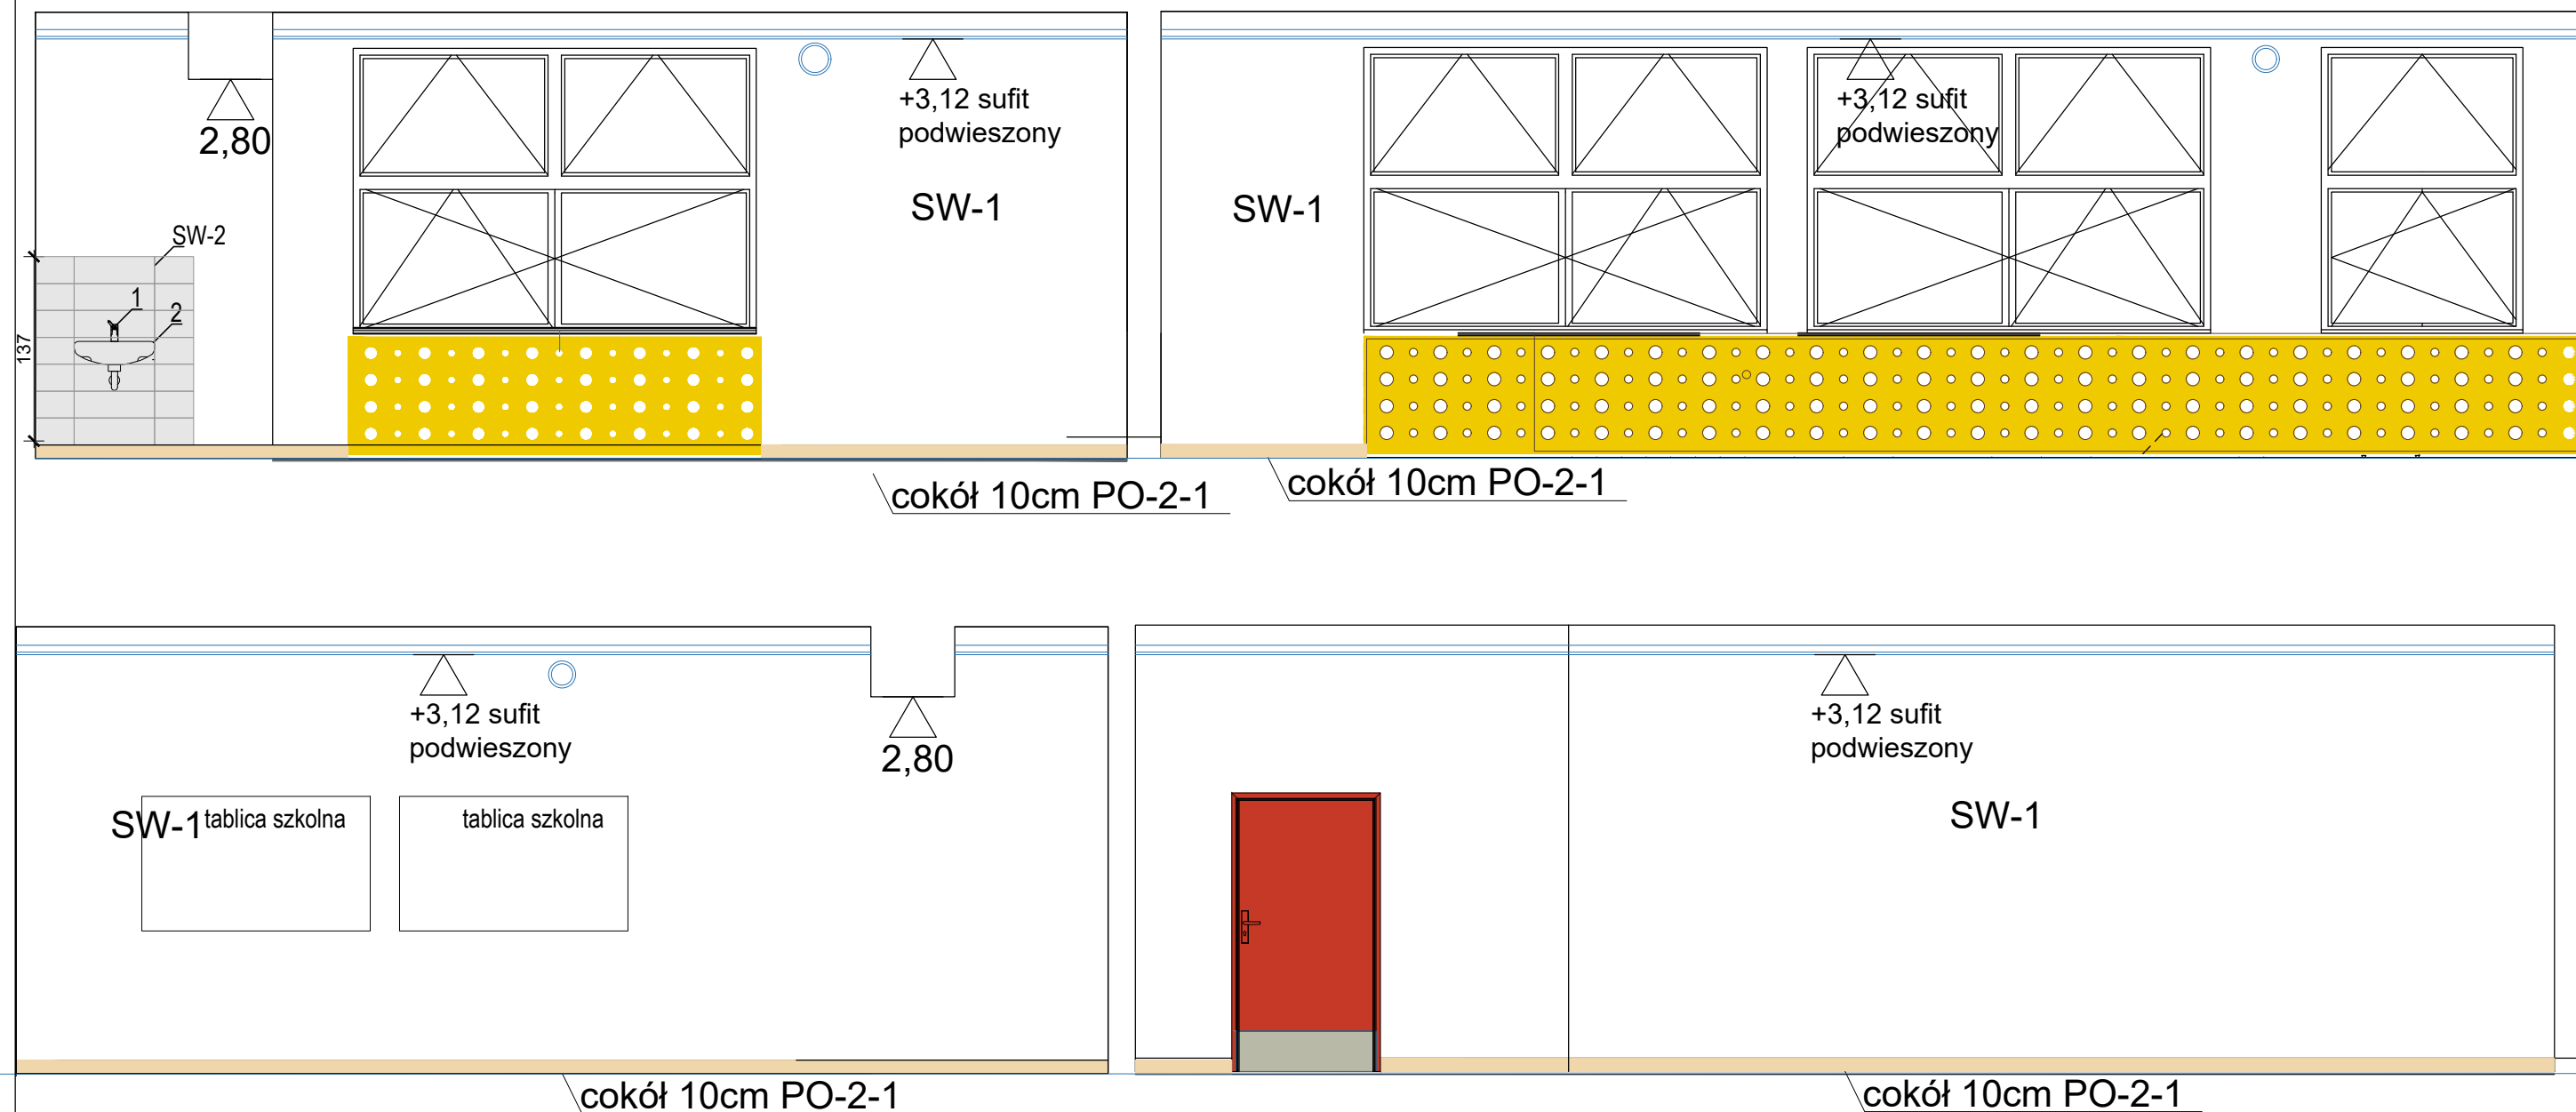 +3,12 sufit
podwieszony
2,80
SW-1
SW-2
1
2
137
cokół 10cm PO-2-1
+3,12 sufit
podwieszony
SW-1
cokół 10cm PO-2-1
+3,12 sufit
podwieszony
2,80
SW-1
tablica szkolna
tablica szkolna
cokół 10cm PO-2-1
+3,12 sufit
podwieszony
SW-1
cokół 10cm PO-2-1